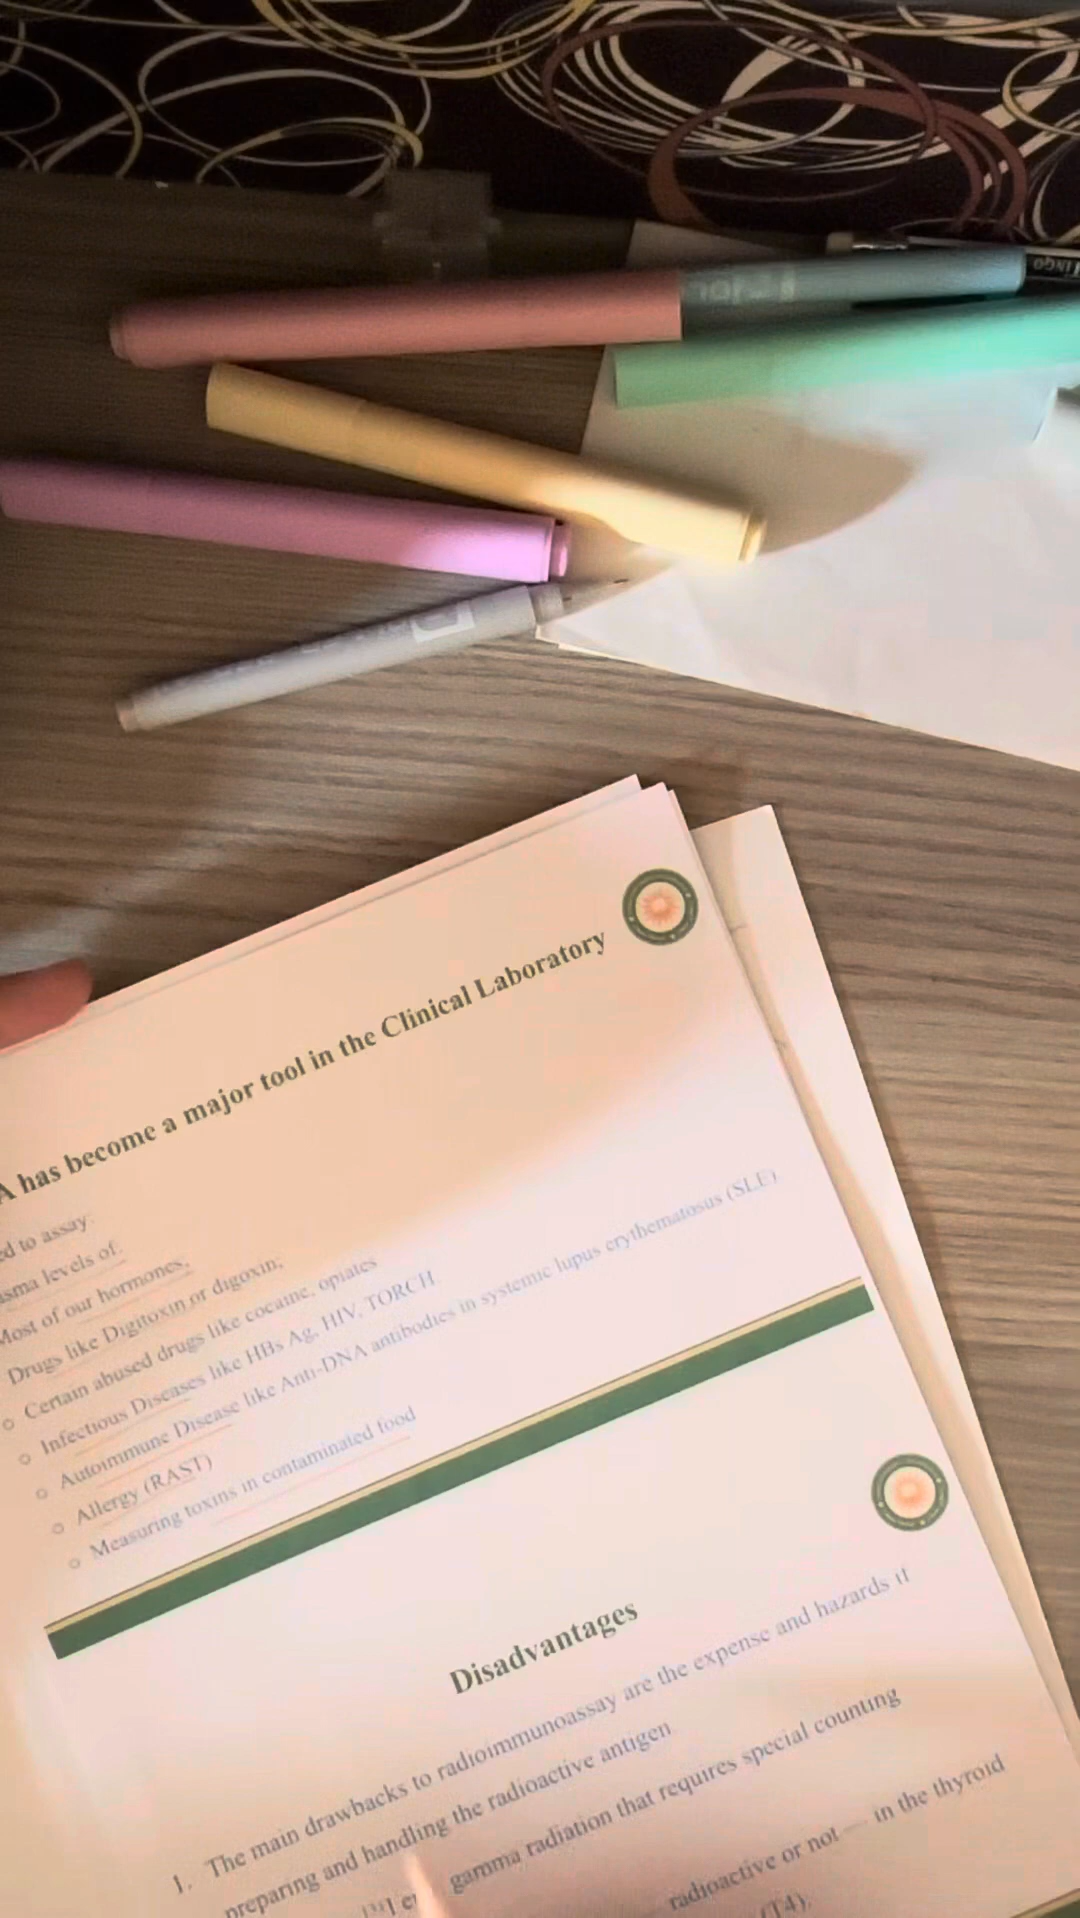 A has become a major tool in the Clinical Laboratory
ed to assay:
sma levels of:
Most of our hormones,
Drugs like Digitoxin or digoxin;
○ Certain abused drugs like cocaine, opiates
○ Infectious Diseases like HBs Ag, HIV, TORCH
○ Autoimmune Disease like Anti-DNA antibodies in systemic lupus erythematosus (SLE)
○ Allergy (RAST)
○ Measuring toxins in contaminated food
Disadvantages
1. The main drawbacks to radioimmunoassay are the expense and hazards if
preparing and handling the radioactive antigen
gamma radiation that requires special counting
radioactive or not — in the thyroid
(T4).